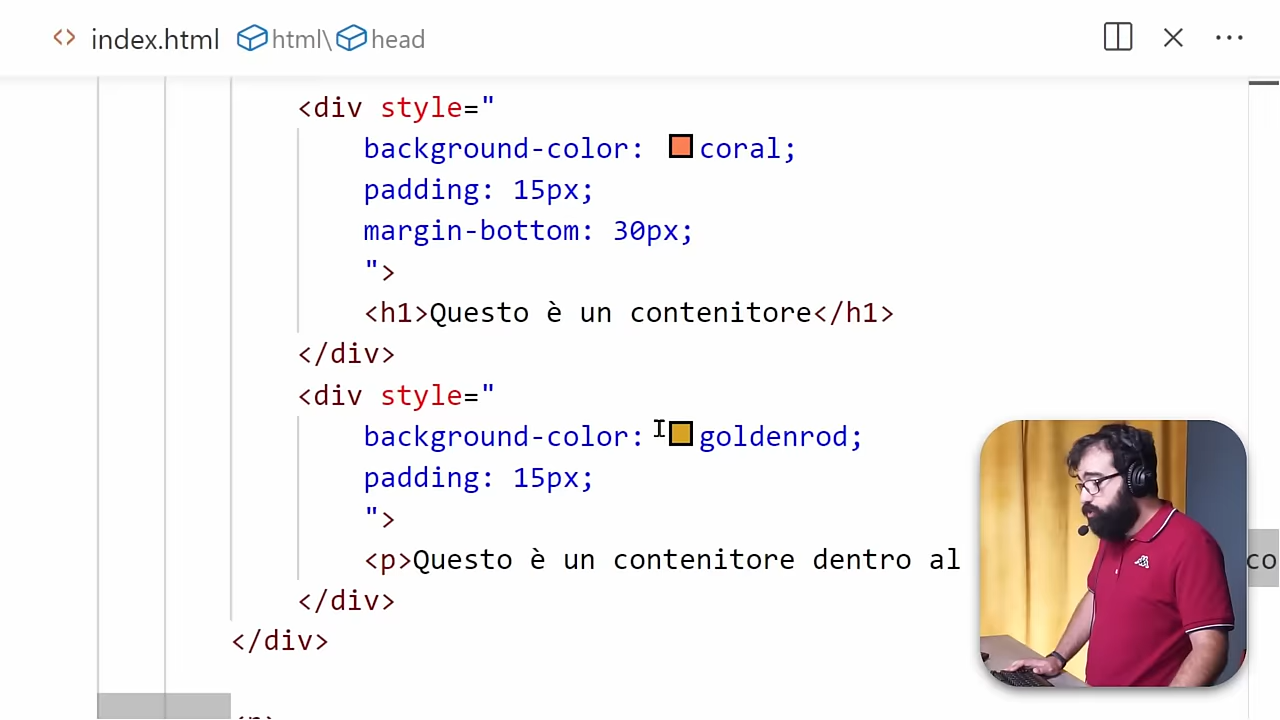 index.html html\head
<div style="
background-color: coral;
padding: 15px;
margin-bottom: 30px;
">
<h1>Questo è un contenitore</h1>
</div>
<div style="
background-color: goldenrod;
padding: 15px;
">
<p>Questo è un contenitore dentro al co
</div>
</div>